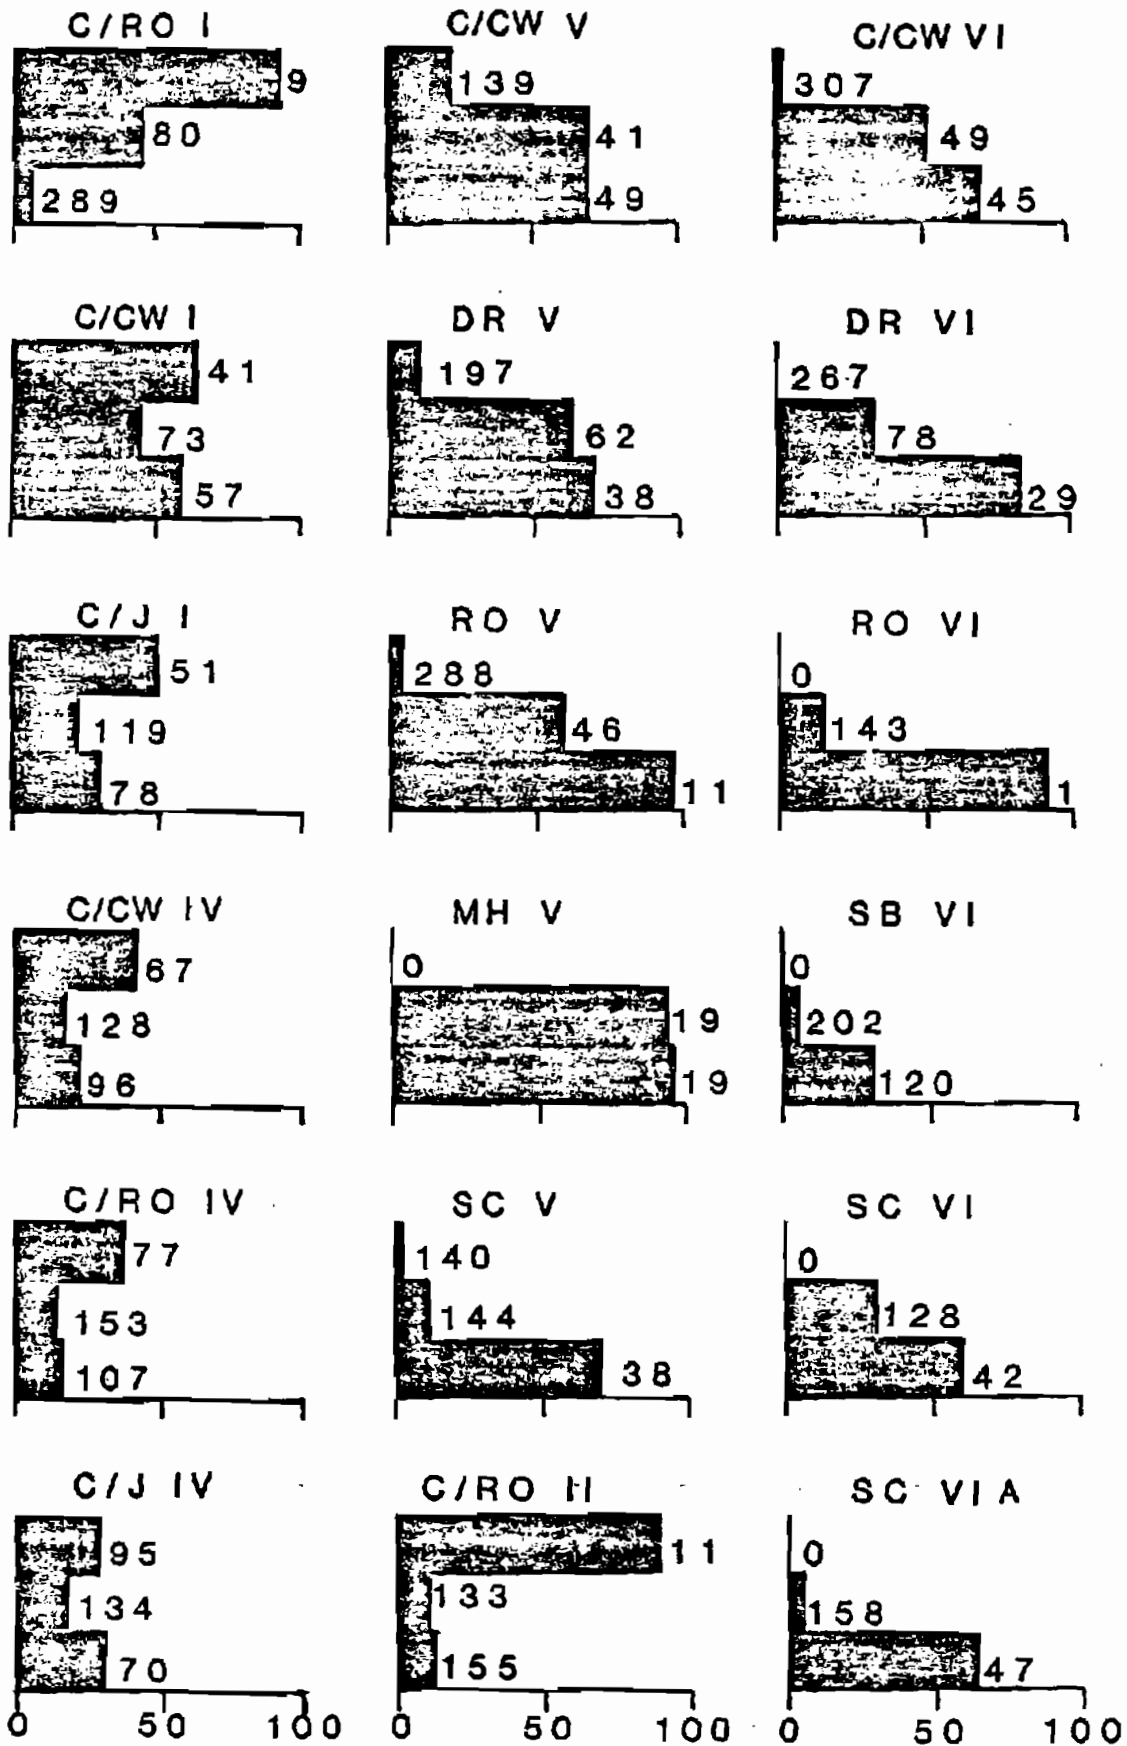 C/RO I
9
80
289
C/CW V
139
41
49
C/CW VI
307
49
45
C/CW I
41
73
57
DR V
197
62
38
DR VI
267
78
29
C/J I
51
119
78
RO V
288
46
11
RO VI
0
143
1
C/CW IV
67
128
96
MH V
0
19
19
SB VI
0
202
120
C/RO IV
77
153
107
SC V
140
144
38
SC VI
0
128
42
C/J IV
95
134
70
0 50 100
C/RO II
11
133
155
0 50 100
SC VI A
0
158
47
0 50 100